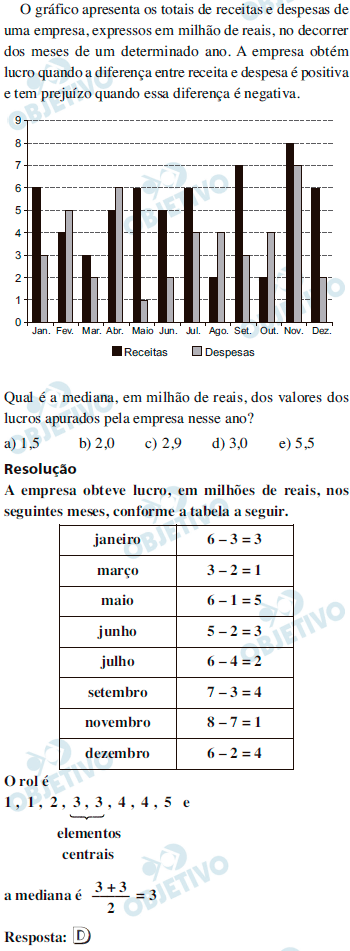 O gráfico apresenta os totais de receitas e despesas de
uma empresa, expressos em milhão de reais, no decorrer
dos meses de um determinado ano. A empresa obtém
lucro quando a diferença entre receita e despesa é positiva
e tem prejuízo quando essa diferença é negativa.
9
8
7
6
5
4
3
2
1
0
Jan. Fev. Mar. Abr. Maio Jun. Jul. Ago. Set. Out. Nov. Dez.
Receitas Despesas
Qual é a mediana, em milhão de reais, dos valores dos
lucros apurados pela empresa nesse ano?
a) 1,5 b) 2,0 c) 2,9 d) 3,0 e) 5,5
Resolução
A empresa obteve lucro, em milhões de reais, nos
seguintes meses, conforme a tabela a seguir.
janeiro 6 – 3 = 3
março 3 – 2 = 1
maio 6 – 1 = 5
junho 5 – 2 = 3
julho 6 – 4 = 2
setembro 7 – 3 = 4
novembro 8 – 7 = 1
dezembro 6 – 2 = 4
O rol é
1 , 1 , 2 , 3 , 3 , 4 , 4 , 5 e
elementos
centrais
a mediana é 3 + 3 / 2 = 3
Resposta: D
OBJETIVO